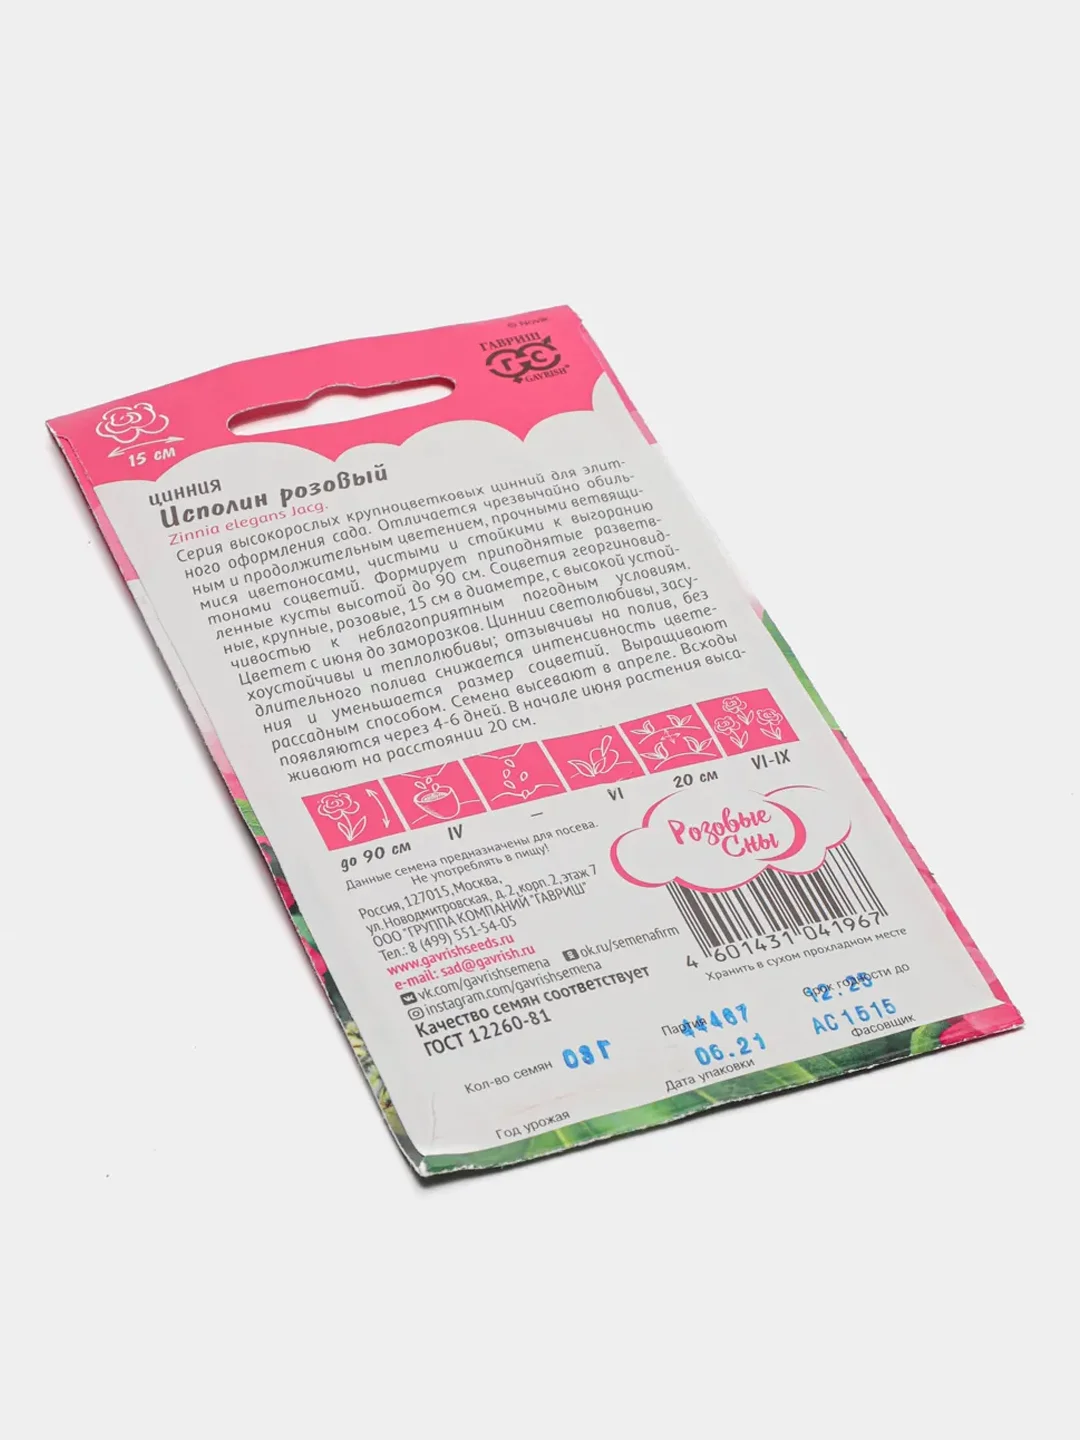 © Novik
ГАВРИШ
Г-С
GAVRISH®
15 см
цинния
Исполин розовый
Zinnia elegans Jacq.
Серия высокорослых крупноцветковых цинний для элит-
ного оформления сада. Отличается чрезвычайно обиль-
ным и продолжительным цветением, прочными ветвящи-
мися цветоносами, чистыми и стойкими к выгоранию
тонами соцветий. Формирует приподнятые разветв-
ленные кусты высотой до 90 см. Соцветия георгиновид-
ные, крупные, розовые, 15 см в диаметре, с высокой устой-
чивостью к неблагоприятным погодным условиям.
Цветет с июня до заморозков. Циннии светолюбивы, засу-
хоустойчивы и теплолюбивы; отзывчивы на полив, без
длительного полива снижается интенсивность цвете-
ния и уменьшается размер соцветий. Выращивают
рассадным способом. Семена высевают в апреле. Всходы
появляются через 4-6 дней. В начале июня растения выса-
живают на расстоянии 20 см.
до 90 см
IV
–
VI
20 см
VI-IX
Данные семена предназначены для посева.
Не употреблять в пищу!
Розовые
Сны
Россия, 127015, Москва,
ул. Новодмитровская, д.2, корп.2, этаж 7
ООО "ГРУППА КОМПАНИЙ "ГАВРИШ"
Тел.: 8 (499) 551-54-05
www.gavrishseeds.ru
e-mail: sad@gavrish.ru
vk.com/gavrishsemena
ok.ru/semenafirm
instagram.com/gavrishsemena
Качество семян соответствует
ГОСТ 12260-81
4 601431 041967
Хранить в сухом прохладном месте
Срок годности до
12.25
Партия
АС1515
Фасовщик
Кол-во семян
06.21
Дата упаковки
Год урожая